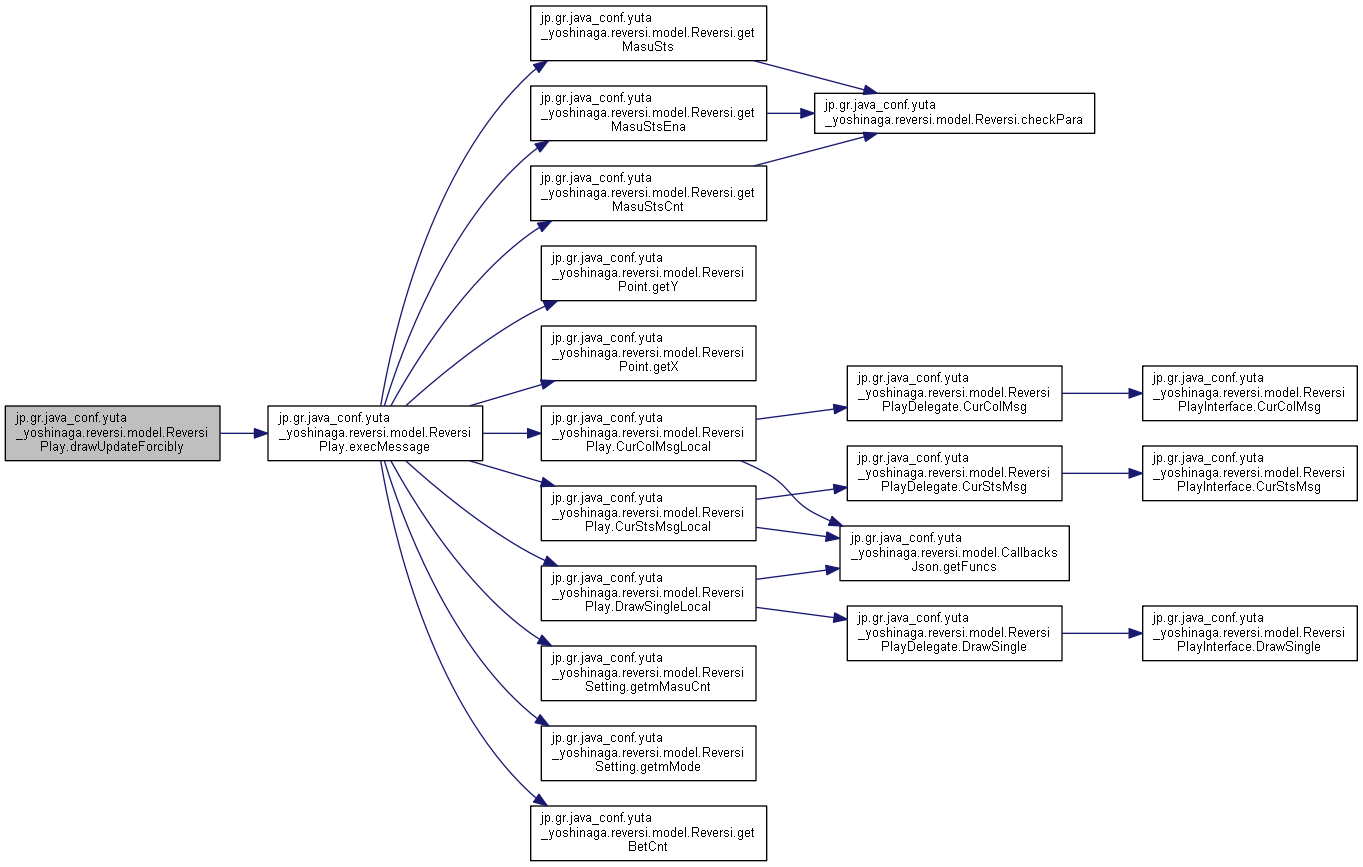 jp.gr.java_conf.yuta
_yoshinaga.reversi.model.Reversi
Play.drawUpdateForcibly
jp.gr.java_conf.yuta
_yoshinaga.reversi.model.Reversi
Play.execMessage
jp.gr.java_conf.yuta
_yoshinaga.reversi.model.Reversi.get
MasuSts
jp.gr.java_conf.yuta
_yoshinaga.reversi.model.Reversi.get
MasuStsEna
jp.gr.java_conf.yuta
_yoshinaga.reversi.model.Reversi.get
MasuStsCnt
jp.gr.java_conf.yuta
_yoshinaga.reversi.model.Reversi.checkPara
jp.gr.java_conf.yuta
_yoshinaga.reversi.model.Reversi
Point.getY
jp.gr.java_conf.yuta
_yoshinaga.reversi.model.Reversi
Point.getX
jp.gr.java_conf.yuta
_yoshinaga.reversi.model.Reversi
Play.CurColMsgLocal
jp.gr.java_conf.yuta
_yoshinaga.reversi.model.Reversi
PlayDelegate.CurColMsg
jp.gr.java_conf.yuta
_yoshinaga.reversi.model.Reversi
PlayInterface.CurColMsg
jp.gr.java_conf.yuta
_yoshinaga.reversi.model.Reversi
Play.CurStsMsgLocal
jp.gr.java_conf.yuta
_yoshinaga.reversi.model.Reversi
PlayDelegate.CurStsMsg
jp.gr.java_conf.yuta
_yoshinaga.reversi.model.Reversi
PlayInterface.CurStsMsg
jp.gr.java_conf.yuta
_yoshinaga.reversi.model.Callbacks
Json.getFuncs
jp.gr.java_conf.yuta
_yoshinaga.reversi.model.Reversi
Play.DrawSingleLocal
jp.gr.java_conf.yuta
_yoshinaga.reversi.model.Reversi
PlayDelegate.DrawSingle
jp.gr.java_conf.yuta
_yoshinaga.reversi.model.Reversi
PlayInterface.DrawSingle
jp.gr.java_conf.yuta
_yoshinaga.reversi.model.Reversi
Setting.getmMasuCnt
jp.gr.java_conf.yuta
_yoshinaga.reversi.model.Reversi
Setting.getmMode
jp.gr.java_conf.yuta
_yoshinaga.reversi.model.Reversi.get
BetCnt